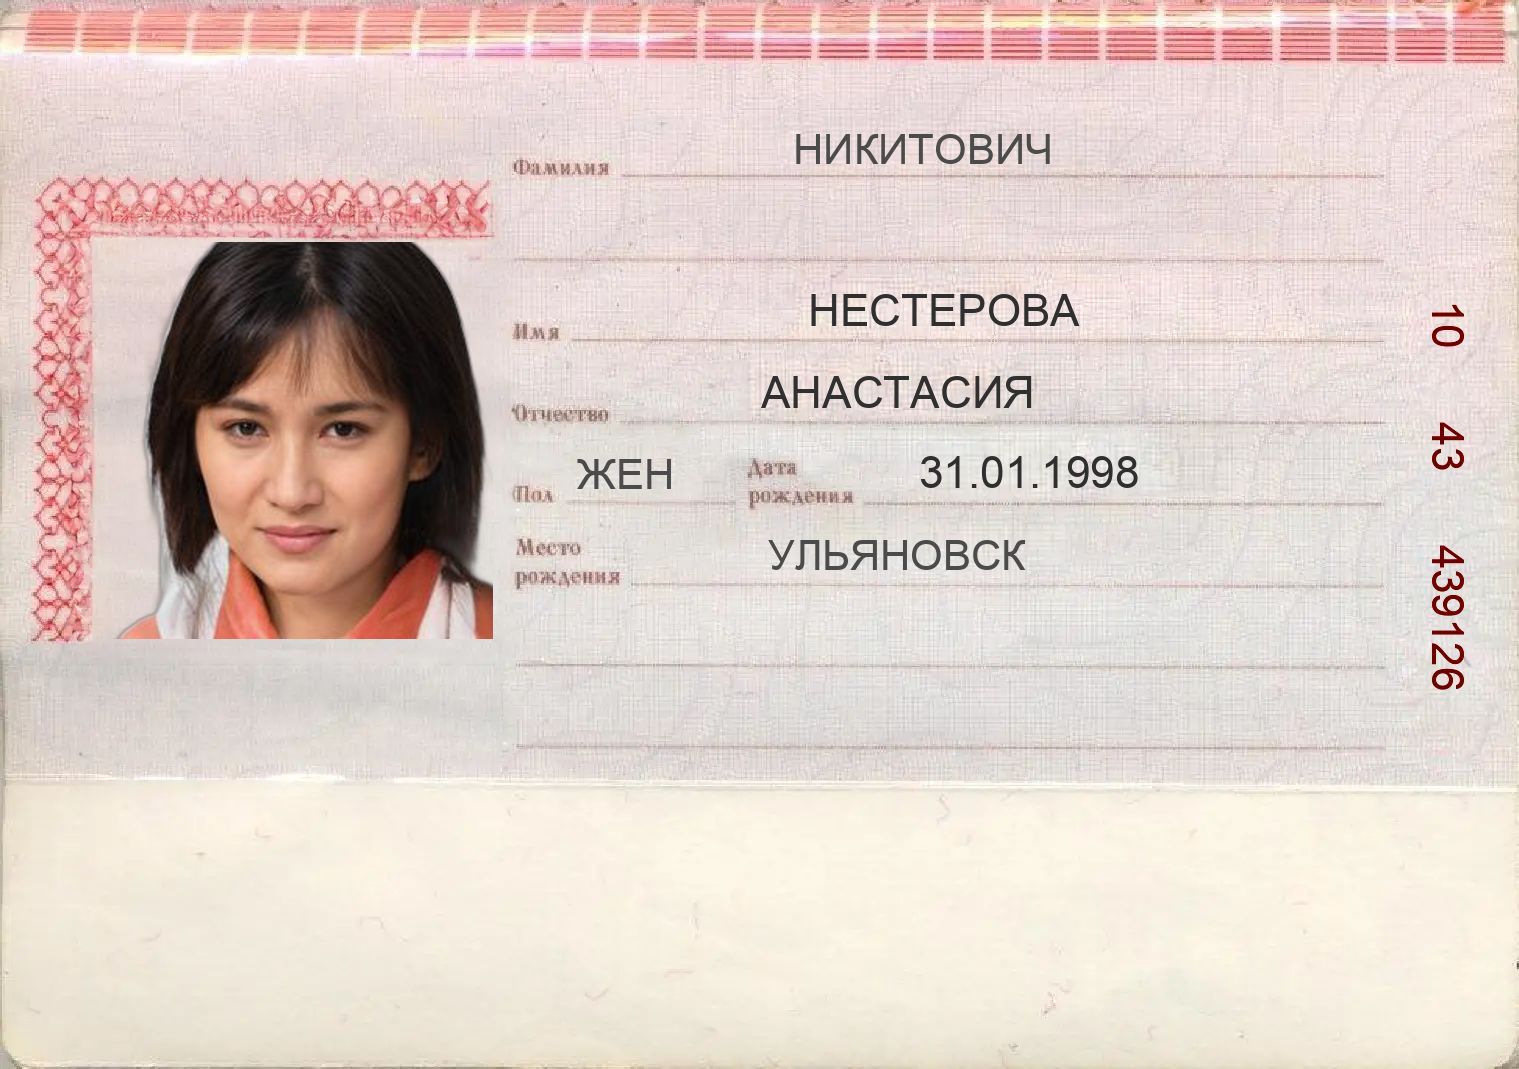 Фамилия НИКИТОВИЧ
Имя НЕСТЕРОВА
Отчество АНАСТАСИЯ
Пол ЖЕН Дата рождения 31.01.1998
Место рождения УЛЬЯНОВСК
10 43 439126